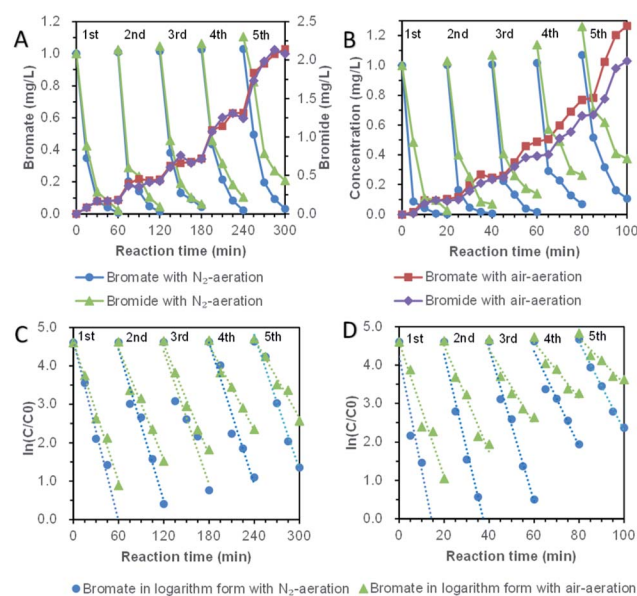 A
1st 2nd 3rd 4th 5th
Bromate (mg/L)
1.2
1.0
0.8
0.6
0.4
0.2
0.0
2.5
2.0
1.5
1.0
0.5
0.0
Bromide (mg/L)
0 60 120 180 240 300
Reaction time (min)
B
1st 2nd 3rd 4th 5th
Concentration (mg/L)
1.2
1.0
0.8
0.6
0.4
0.2
0.0
0 20 40 60 80 100
Reaction time (min)
Bromate with N₂-aeration
Bromide with N₂-aeration
Bromate with air-aeration
Bromide with air-aeration
C
1st 2nd 3rd 4th 5th
ln(C/C0)
5.0
4.0
3.0
2.0
1.0
0.0
0 60 120 180 240 300
Reaction time (min)
D
1st 2nd 3rd 4th 5th
ln(C/C0)
5.0
4.0
3.0
2.0
1.0
0.0
0 20 40 60 80 100
Reaction time (min)
Bromate in logarithm form with N₂-aeration
Bromate in logarithm form with air-aeration